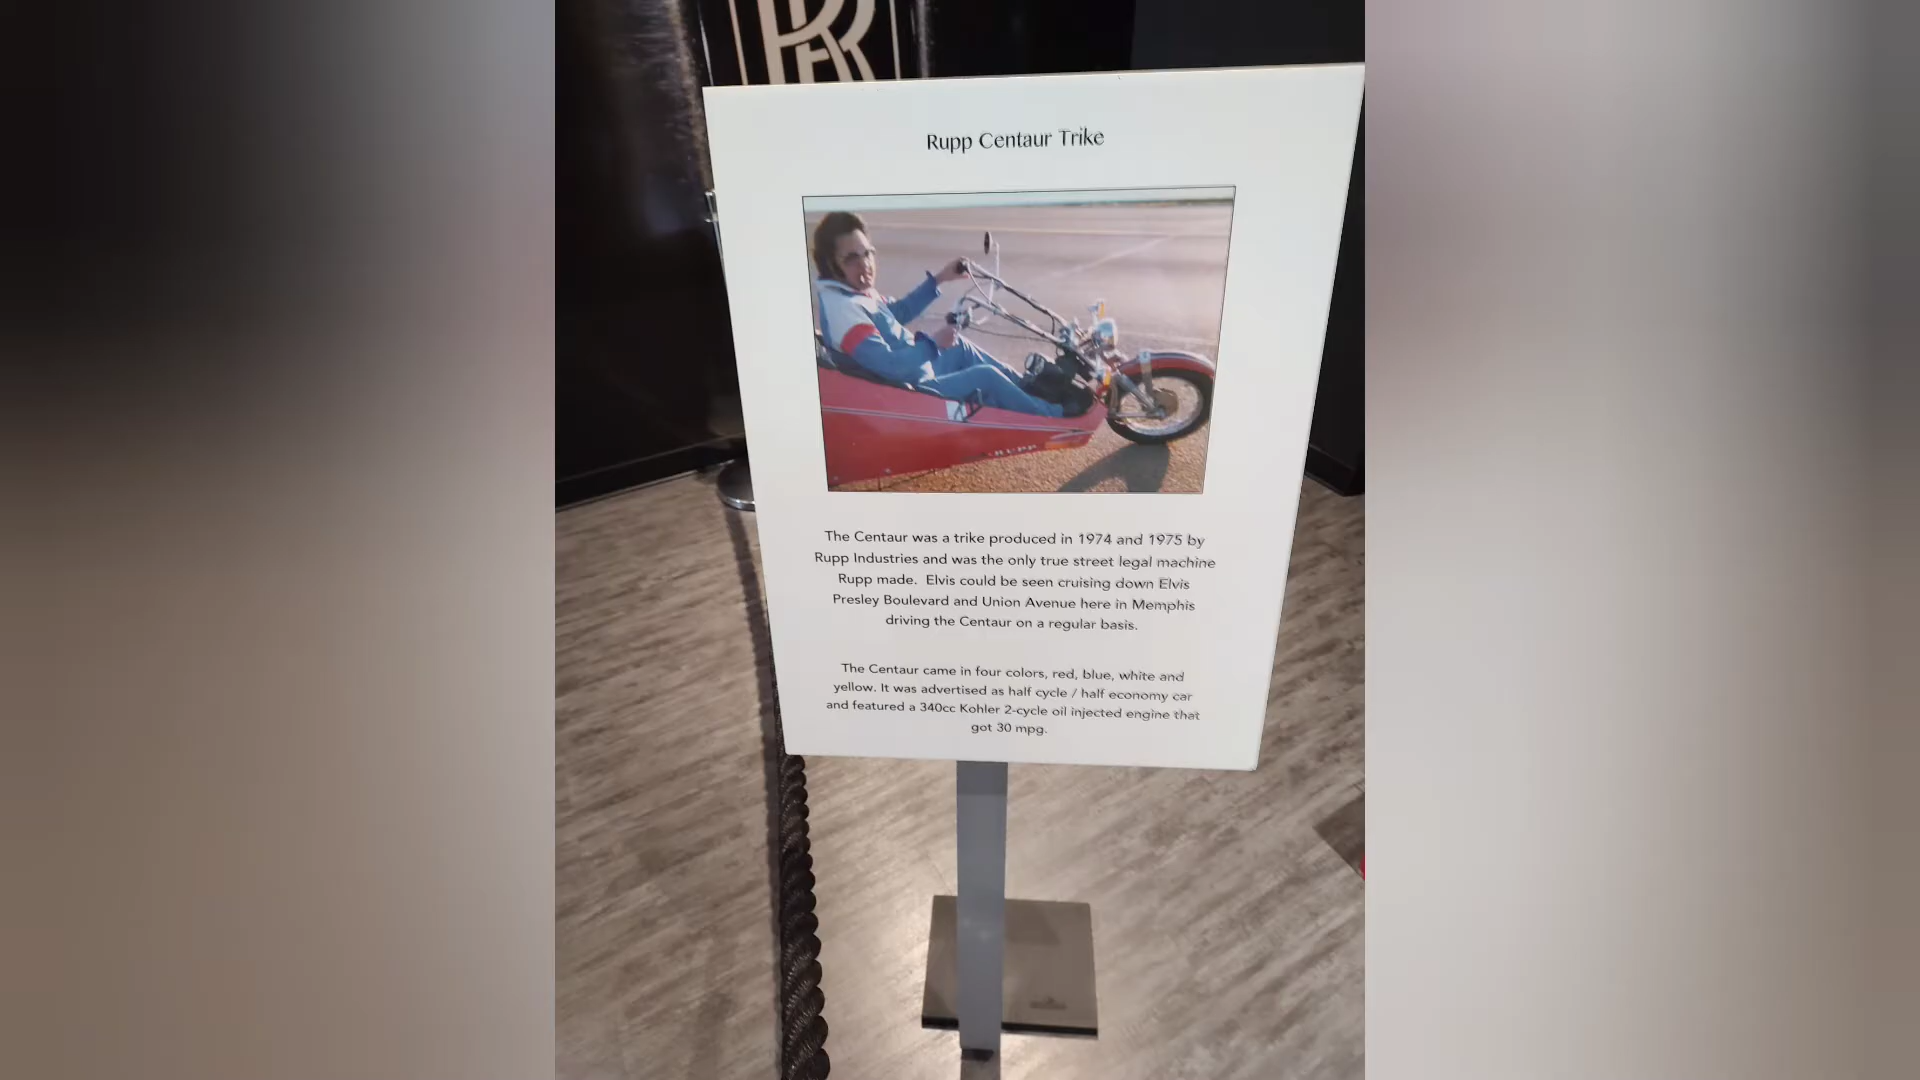 RR
Rupp Centaur Trike
RUPP
The Centaur was a trike produced in 1974 and 1975 by
Rupp Industries and was the only true street legal machine
Rupp made.  Elvis could be seen cruising down Elvis
Presley Boulevard and Union Avenue here in Memphis
driving the Centaur on a regular basis.
The Centaur came in four colors, red, blue, white and
yellow. It was advertised as half cycle / half economy car
and featured a 340cc Kohler 2-cycle oil injected engine that
got 30 mpg.